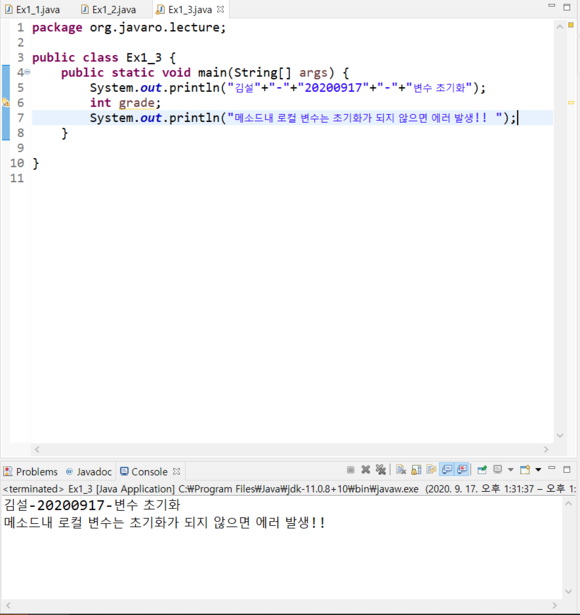 Ex1_1.java Ex1_2.java Ex1_3.java
1 package org.javaro.lecture;
2
3 public class Ex1_3 {
4 public static void main(String[] args) {
5 System.out.println("김설"+"-"+"20200917"+"-"+"변수 초기화");
6 int grade;
7 System.out.println("메소드내 로컬 변수는 초기화가 되지 않으면 에러 발생!! ");
8 }
9
10 }
11
Problems @ Javadoc Console
<terminated> Ex1_3 [Java Application] C:₩Program Files₩Java₩jdk-11.0.8+10₩bin₩javaw.exe (2020. 9. 17. 오후 1:31:37 – 오후 1:
김설-20200917-변수 초기화
메소드내 로컬 변수는 초기화가 되지 않으면 에러 발생!!